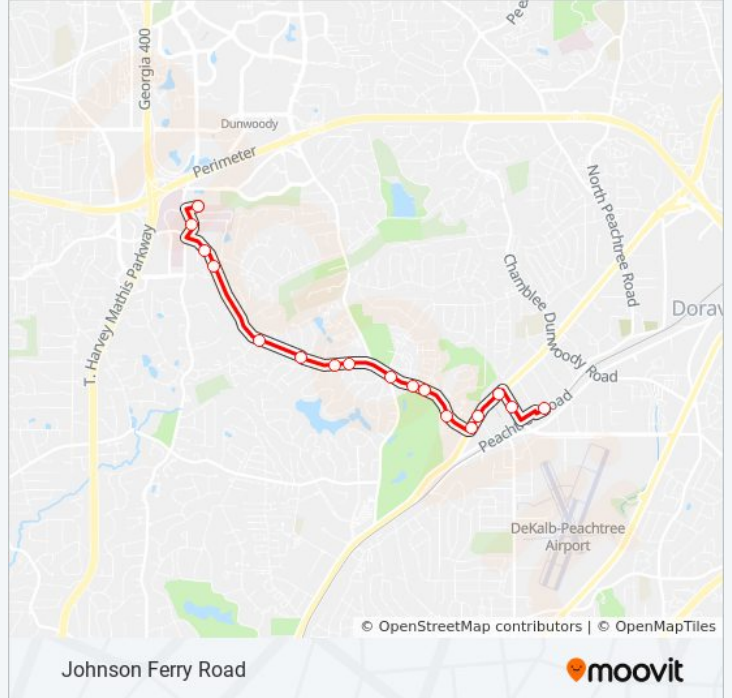 Pee
Georgia 400
Dunwoody
Perimeter
North Peachtree Road
T. Harvey Mathis Parkway
Chamblee Dunwoody Road
Dorav
Peachtree Road
DeKalb-Peachtree
Airport
© OpenStreetMap contributors | © OpenMapTiles
Johnson Ferry Road
moovit